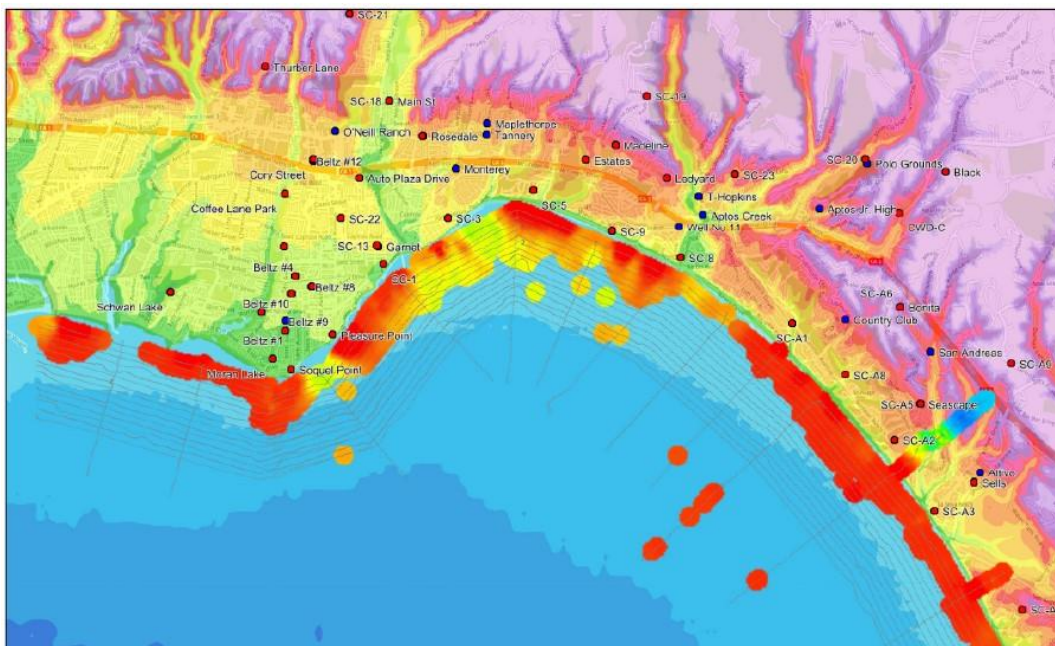 SC-21
Thurber Lane
SC-19
SC-18
Main St
Maplethorpe
O'Neill Ranch
Rosedale
Tannery
Madeline
Beltz #12
Estates
SC-20
Polo Grounds
Monterey
Cory Street
Auto Plaza Drive
Ledyard
SC-23
Black
SC-5
T-Hopkins
Coffee Lane Park
Aptos Jr. High
SC-22
SC-3
Aptos Creek
Well No 11
SC-9
CWD-C
SC-13
Garnet
SC-8
SC-1
Beltz #4
Beltz #8
SC-A6
Schwan Lake
Beltz #10
Bonita
Beltz #9
Country Club
Beltz #1
Pleasure Point
SC-A1
San Andreas
Moran Lake
Soquel Point
SC-A9
SC-A8
SC-A5
Seascape
SC-A2
Altivo
Sells
SC-A3